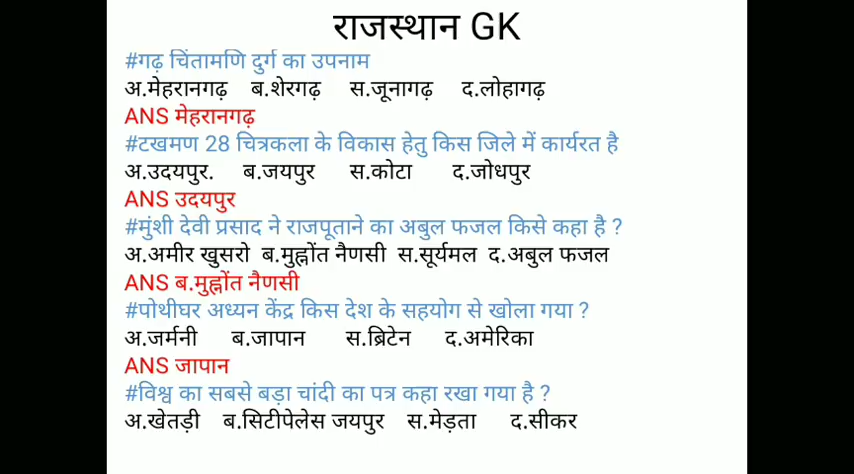 राजस्थान GK
#गढ़ चिंतामणि दुर्ग का उपनाम
अ.मेहरानगढ़ ब.शेरगढ़ स.जूनागढ़ द.लोहागढ़
ANS मेहरानगढ़
#टखमण 28 चित्रकला के विकास हेतु किस जिले में कार्यरत है
अ.उदयपुर. ब.जयपुर स.कोटा द.जोधपुर
ANS उदयपुर
#मुंशी देवी प्रसाद ने राजपूताने का अबुल फजल किसे कहा है ?
अ.अमीर खुसरो ब.मुह्णोंत नैणसी स.सूर्यमल द.अबुल फजल
ANS ब.मुह्णोंत नैणसी
#पोथीघर अध्यन केंद्र किस देश के सहयोग से खोला गया ?
अ.जर्मनी ब.जापान स.ब्रिटेन द.अमेरिका
ANS जापान
#विश्व का सबसे बड़ा चांदी का पत्र कहा रखा गया है ?
अ.खेतड़ी ब.सिटीपेलेस जयपुर स.मेड़ता द.सीकर